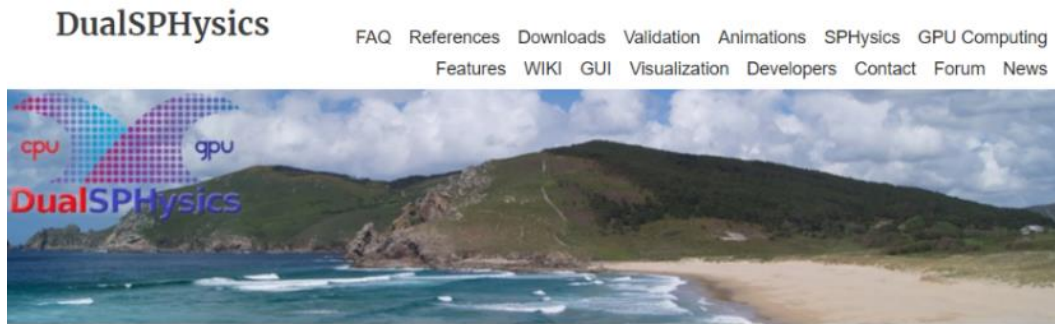 DualSPHysics
FAQ References Downloads Validation Animations SPHysics GPU Computing
Features WIKI GUI Visualization Developers Contact Forum News
cpu gpu
DualSPHysics